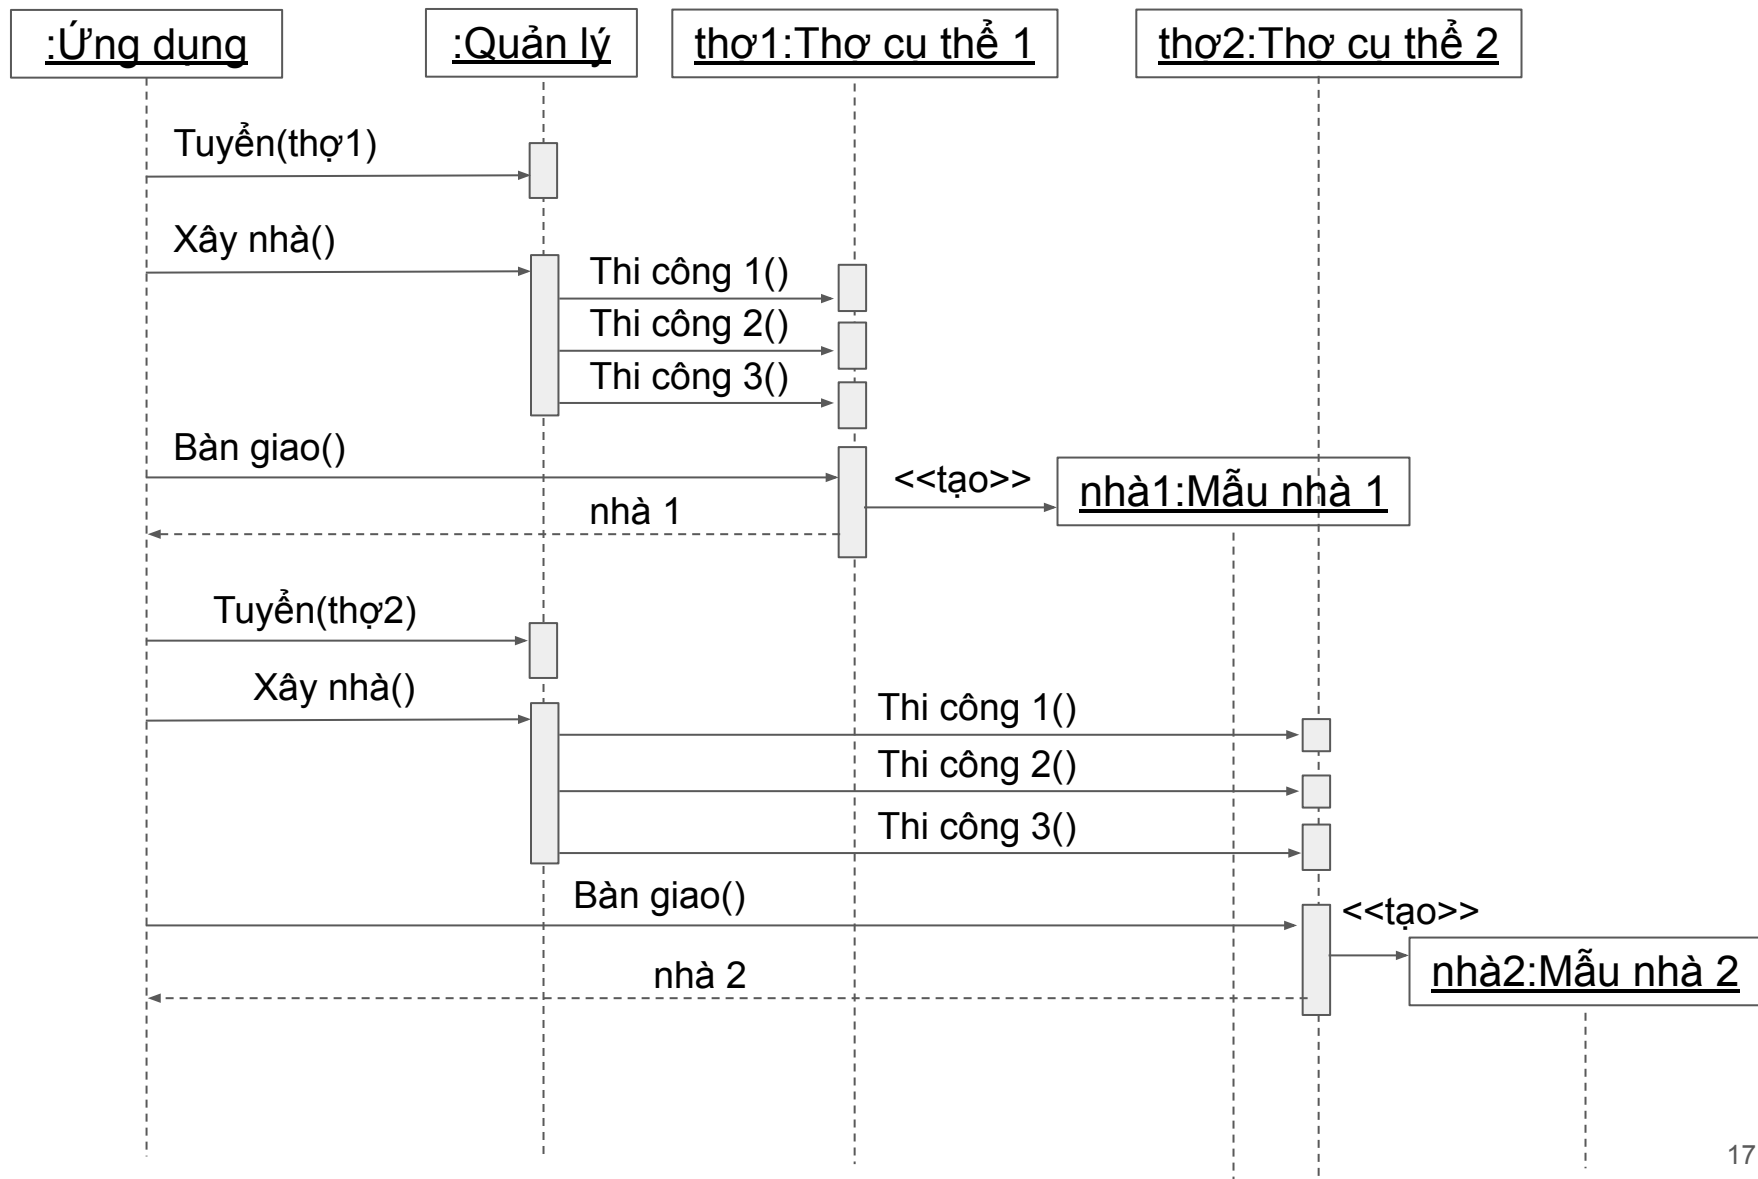 :Ứng dụng
:Quản lý
thợ1:Thợ cụ thể 1
thợ2:Thợ cụ thể 2
Tuyển(thợ1)
Xây nhà()
Thi công 1()
Thi công 2()
Thi công 3()
Bàn giao()
<<tạo>>
nhà1:Mẫu nhà 1
nhà 1
Tuyển(thợ2)
Xây nhà()
Thi công 1()
Thi công 2()
Thi công 3()
Bàn giao()
<<tạo>>
nhà2:Mẫu nhà 2
nhà 2
17